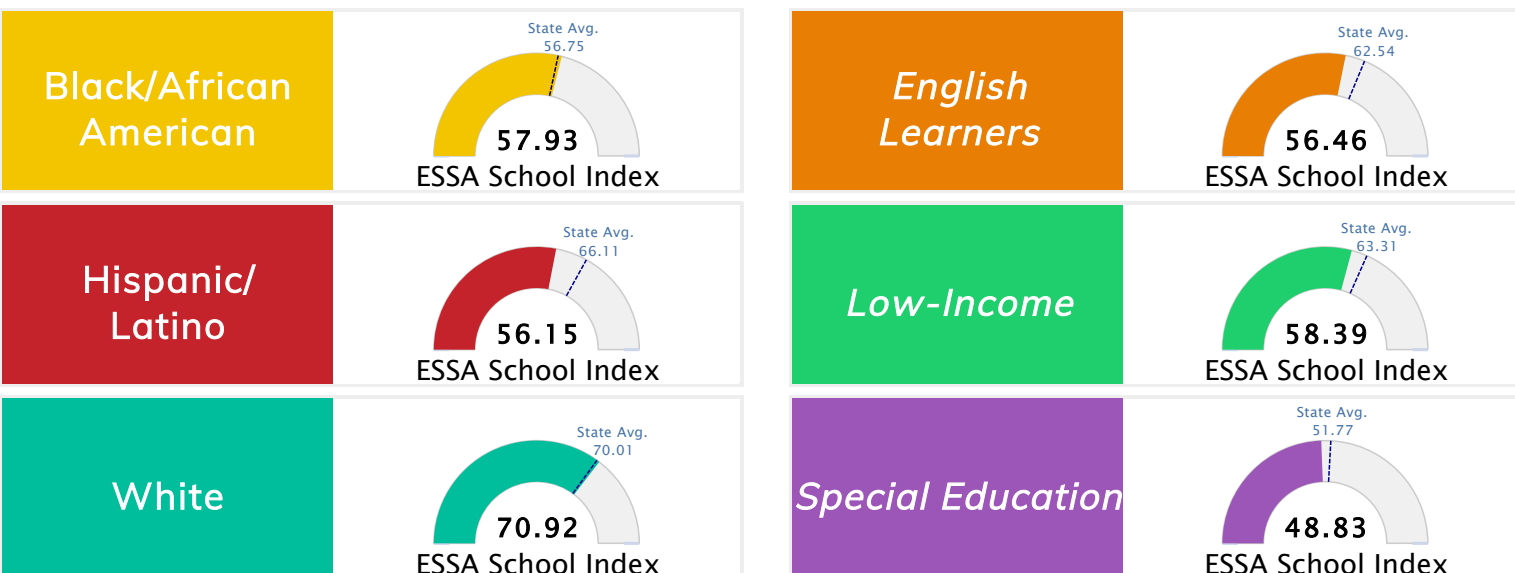 Black/African
American
State Avg.
56.75
57.93
ESSA School Index
English
Learners
State Avg.
62.54
56.46
ESSA School Index
Hispanic/
Latino
State Avg.
66.11
56.15
ESSA School Index
Low-Income
State Avg.
63.31
58.39
ESSA School Index
White
State Avg.
70.01
70.92
ESSA School Index
Special Education
State Avg.
51.77
48.83
ESSA School Index